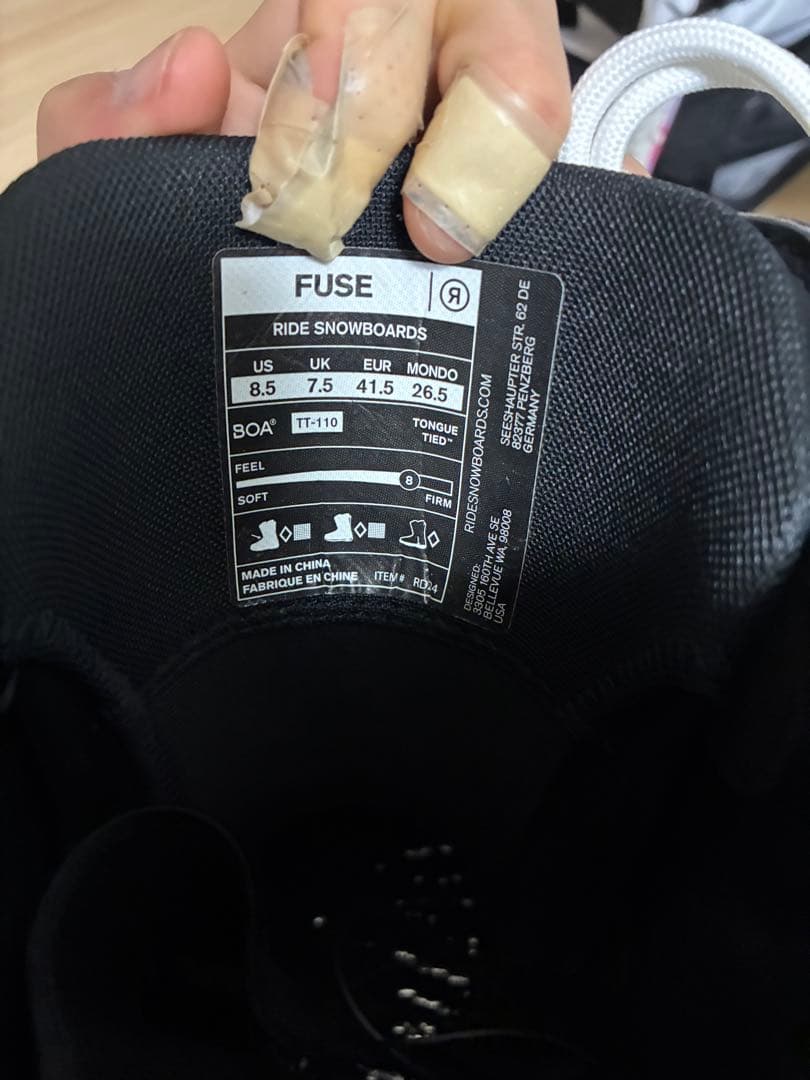 FUSE
Я
RIDE SNOWBOARDS
US UK EUR MONDO
8.5 7.5 41.5 26.5
BOA® TT-110 TONGUE
TIED™
FEEL
8
SOFT FIRM
MADE IN CHINA
FABRIQUE EN CHINE ITEM# RD24
RIDESNOWBOARDS.COM
SEESHAUPTER STR. 62 DE
82377 PENZBERG
GERMANY
DESIGNED:
3305 160TH AVE SE
BELLEVUE WA, 98008
USA